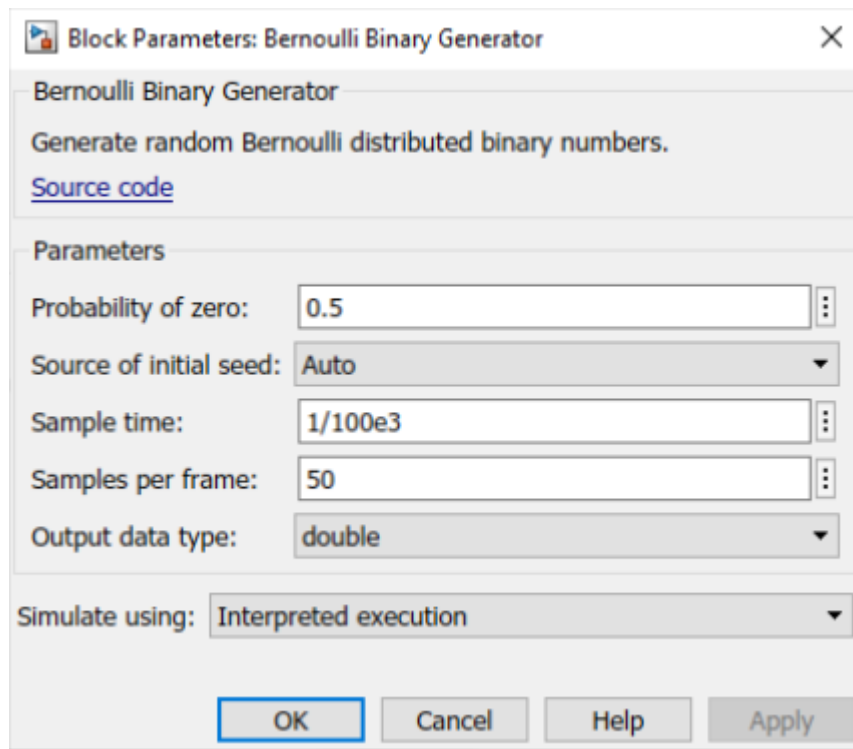 Block Parameters: Bernoulli Binary Generator
Bernoulli Binary Generator
Generate random Bernoulli distributed binary numbers.
Source code
Parameters
Probability of zero: 0.5
Source of initial seed: Auto
Sample time: 1/100e3
Samples per frame: 50
Output data type: double
Simulate using: Interpreted execution
OK Cancel Help Apply